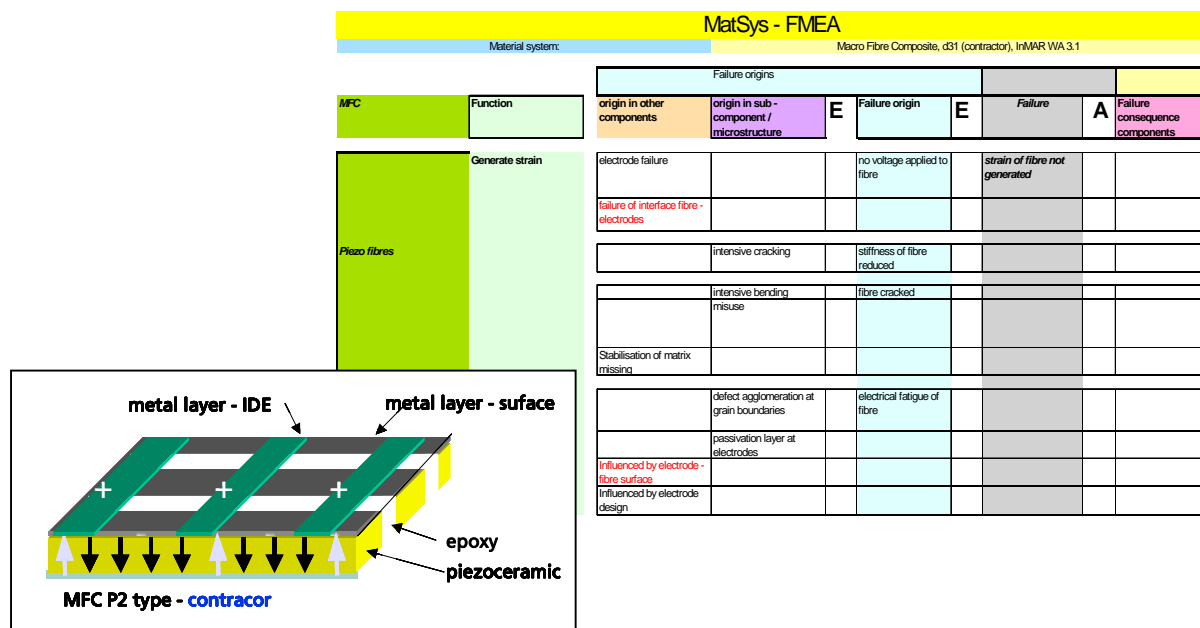 MatSys - FMEA
Material system:
Macro Fibre Composite, d31 (contractor), InMAR WA 3.1
Failure origins
MFC
Function
origin in other
components
origin in sub -
component /
microstructure
E
Failure origin
E
Failure
A
Failure
consequence
components
Generate strain
electrode failure
no voltage applied to
fibre
strain of fibre not
generated
failure of interface fibre -
electrodes
Piezo fibres
intensive cracking
stiffness of fibre
reduced
intensive bending
misuse
fibre cracked
Stabilisation of matrix
missing
defect agglomeration at
grain boundaries
electrical fatigue of
fibre
passivation layer at
electrodes
Influenced by electrode -
fibre surface
Influenced by electrode
design
metal layer - IDE
metal layer - suface
+ + +
epoxy
piezoceramic
MFC P2 type - contracor